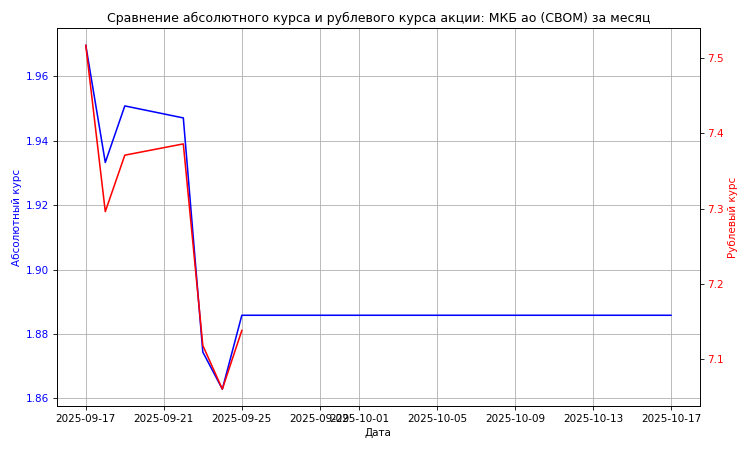 Сравнение абсолютного курса и рублевого курса акции: МКБ ао (CBOM) за месяц
Абсолютный курс
1.96
1.94
1.92
1.90
1.88
1.86
7.5
7.4
7.3
7.2
7.1
Рублевый курс
2025-09-17 2025-09-21 2025-09-25 2025-09-29 2025-10-01 2025-10-05 2025-10-09 2025-10-13 2025-10-17
Дата